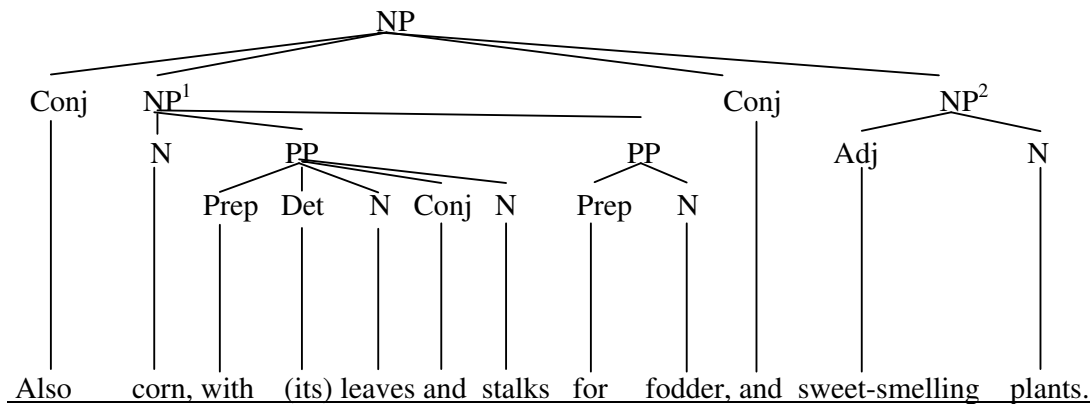 NP
Conj NP¹ Conj NP²
N PP PP Adj N
Prep Det N Conj N Prep N
Also corn, with (its) leaves and stalks for fodder, and sweet-smelling plants.